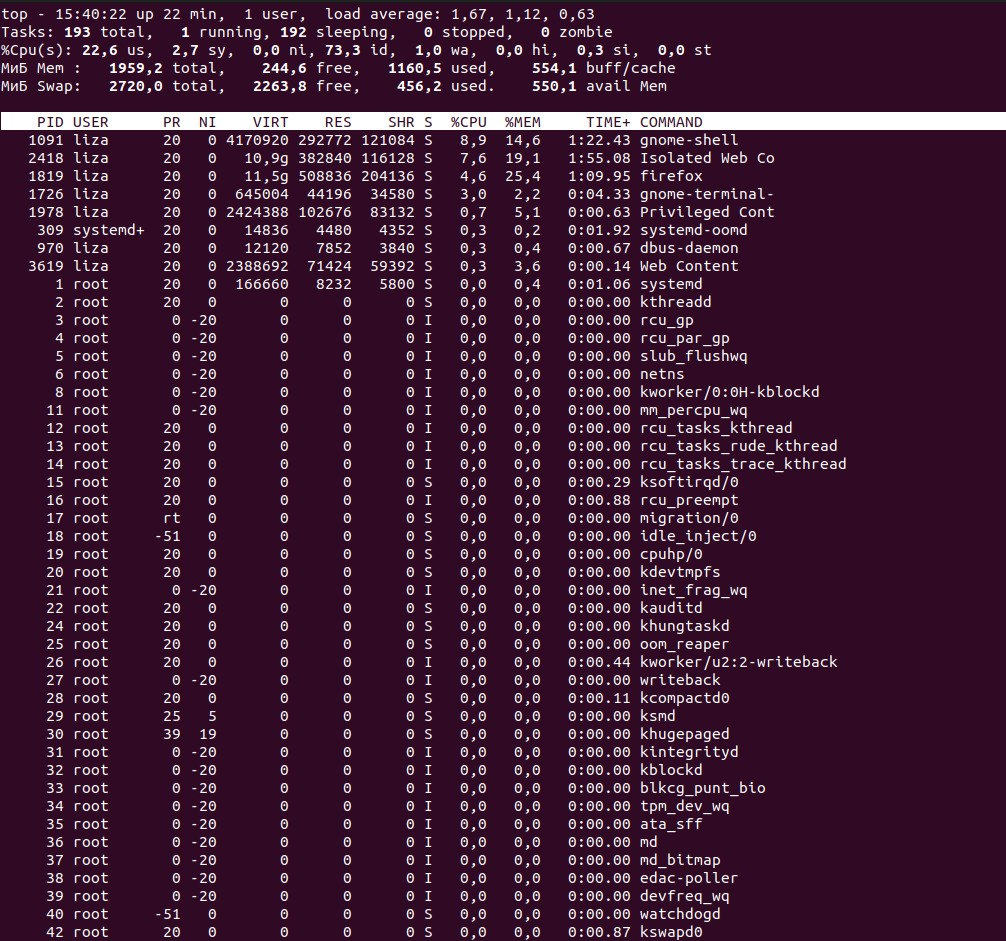 top - 15:40:22 up 22 min,  1 user,  load average: 1,67, 1,12, 0,63
Tasks: 193 total,   1 running, 192 sleeping,   0 stopped,   0 zombie
%Cpu(s): 22,6 us,  2,7 sy,  0,0 ni, 73,3 id,  1,0 wa,  0,0 hi,  0,3 si,  0,0 st
МиБ Mem :   1959,2 total,    244,6 free,   1160,5 used,    554,1 buff/cache
МиБ Swap:   2720,0 total,   2263,8 free,    456,2 used.    550,1 avail Mem
PID USER      PR  NI    VIRT    RES    SHR S  %CPU  %MEM     TIME+ COMMAND
1091 liza      20   0 4170920 292772 121084 S   8,9  14,6   1:22.43 gnome-shell
2418 liza      20   0   10,9g 382840 116128 S   7,6  19,1   1:55.08 Isolated Web Co
1819 liza      20   0   11,5g 508836 204136 S   4,6  25,4   1:09.95 firefox
1726 liza      20   0  645004  44196  34580 S   3,0   2,2   0:04.33 gnome-terminal-
1978 liza      20   0 2424388 102676  83132 S   0,7   5,1   0:00.63 Privileged Cont
309 systemd+  20   0   14836   4480   4352 S   0,3   0,2   0:01.92 systemd-oomd
970 liza      20   0   12120   7852   3840 S   0,3   0,4   0:00.67 dbus-daemon
3619 liza      20   0 2388692  71424  59392 S   0,3   3,6   0:00.14 Web Content
1 root      20   0  166660   8232   5800 S   0,0   0,4   0:01.06 systemd
2 root      20   0       0      0      0 S   0,0   0,0   0:00.00 kthreadd
3 root       0 -20       0      0      0 I   0,0   0,0   0:00.00 rcu_gp
4 root       0 -20       0      0      0 I   0,0   0,0   0:00.00 rcu_par_gp
5 root       0 -20       0      0      0 I   0,0   0,0   0:00.00 slub_flushwq
6 root       0 -20       0      0      0 I   0,0   0,0   0:00.00 netns
8 root       0 -20       0      0      0 I   0,0   0,0   0:00.00 kworker/0:0H-kblockd
11 root       0 -20       0      0      0 I   0,0   0,0   0:00.00 mm_percpu_wq
12 root      20   0       0      0      0 I   0,0   0,0   0:00.00 rcu_tasks_kthread
13 root      20   0       0      0      0 I   0,0   0,0   0:00.00 rcu_tasks_rude_kthread
14 root      20   0       0      0      0 I   0,0   0,0   0:00.00 rcu_tasks_trace_kthread
15 root      20   0       0      0      0 S   0,0   0,0   0:00.29 ksoftirqd/0
16 root      20   0       0      0      0 I   0,0   0,0   0:00.88 rcu_preempt
17 root      rt   0       0      0      0 S   0,0   0,0   0:00.00 migration/0
18 root     -51   0       0      0      0 S   0,0   0,0   0:00.00 idle_inject/0
19 root      20   0       0      0      0 S   0,0   0,0   0:00.00 cpuhp/0
20 root      20   0       0      0      0 S   0,0   0,0   0:00.00 kdevtmpfs
21 root       0 -20       0      0      0 I   0,0   0,0   0:00.00 inet_frag_wq
22 root      20   0       0      0      0 S   0,0   0,0   0:00.00 kauditd
24 root      20   0       0      0      0 S   0,0   0,0   0:00.00 khungtaskd
25 root      20   0       0      0      0 S   0,0   0,0   0:00.00 oom_reaper
26 root      20   0       0      0      0 I   0,0   0,0   0:00.44 kworker/u2:2-writeback
27 root       0 -20       0      0      0 I   0,0   0,0   0:00.00 writeback
28 root      20   0       0      0      0 S   0,0   0,0   0:00.11 kcompactd0
29 root      25   5       0      0      0 S   0,0   0,0   0:00.00 ksmd
30 root      39  19       0      0      0 S   0,0   0,0   0:00.00 khugepaged
31 root       0 -20       0      0      0 I   0,0   0,0   0:00.00 kintegrityd
32 root       0 -20       0      0      0 I   0,0   0,0   0:00.00 kblockd
33 root       0 -20       0      0      0 I   0,0   0,0   0:00.00 blkcg_punt_bio
34 root       0 -20       0      0      0 I   0,0   0,0   0:00.00 tpm_dev_wq
35 root       0 -20       0      0      0 I   0,0   0,0   0:00.00 ata_sff
36 root       0 -20       0      0      0 I   0,0   0,0   0:00.00 md
37 root       0 -20       0      0      0 I   0,0   0,0   0:00.00 md_bitmap
38 root       0 -20       0      0      0 I   0,0   0,0   0:00.00 edac-poller
39 root       0 -20       0      0      0 I   0,0   0,0   0:00.00 devfreq_wq
40 root     -51   0       0      0      0 S   0,0   0,0   0:00.00 watchdogd
42 root      20   0       0      0      0 S   0,0   0,0   0:00.87 kswapd0